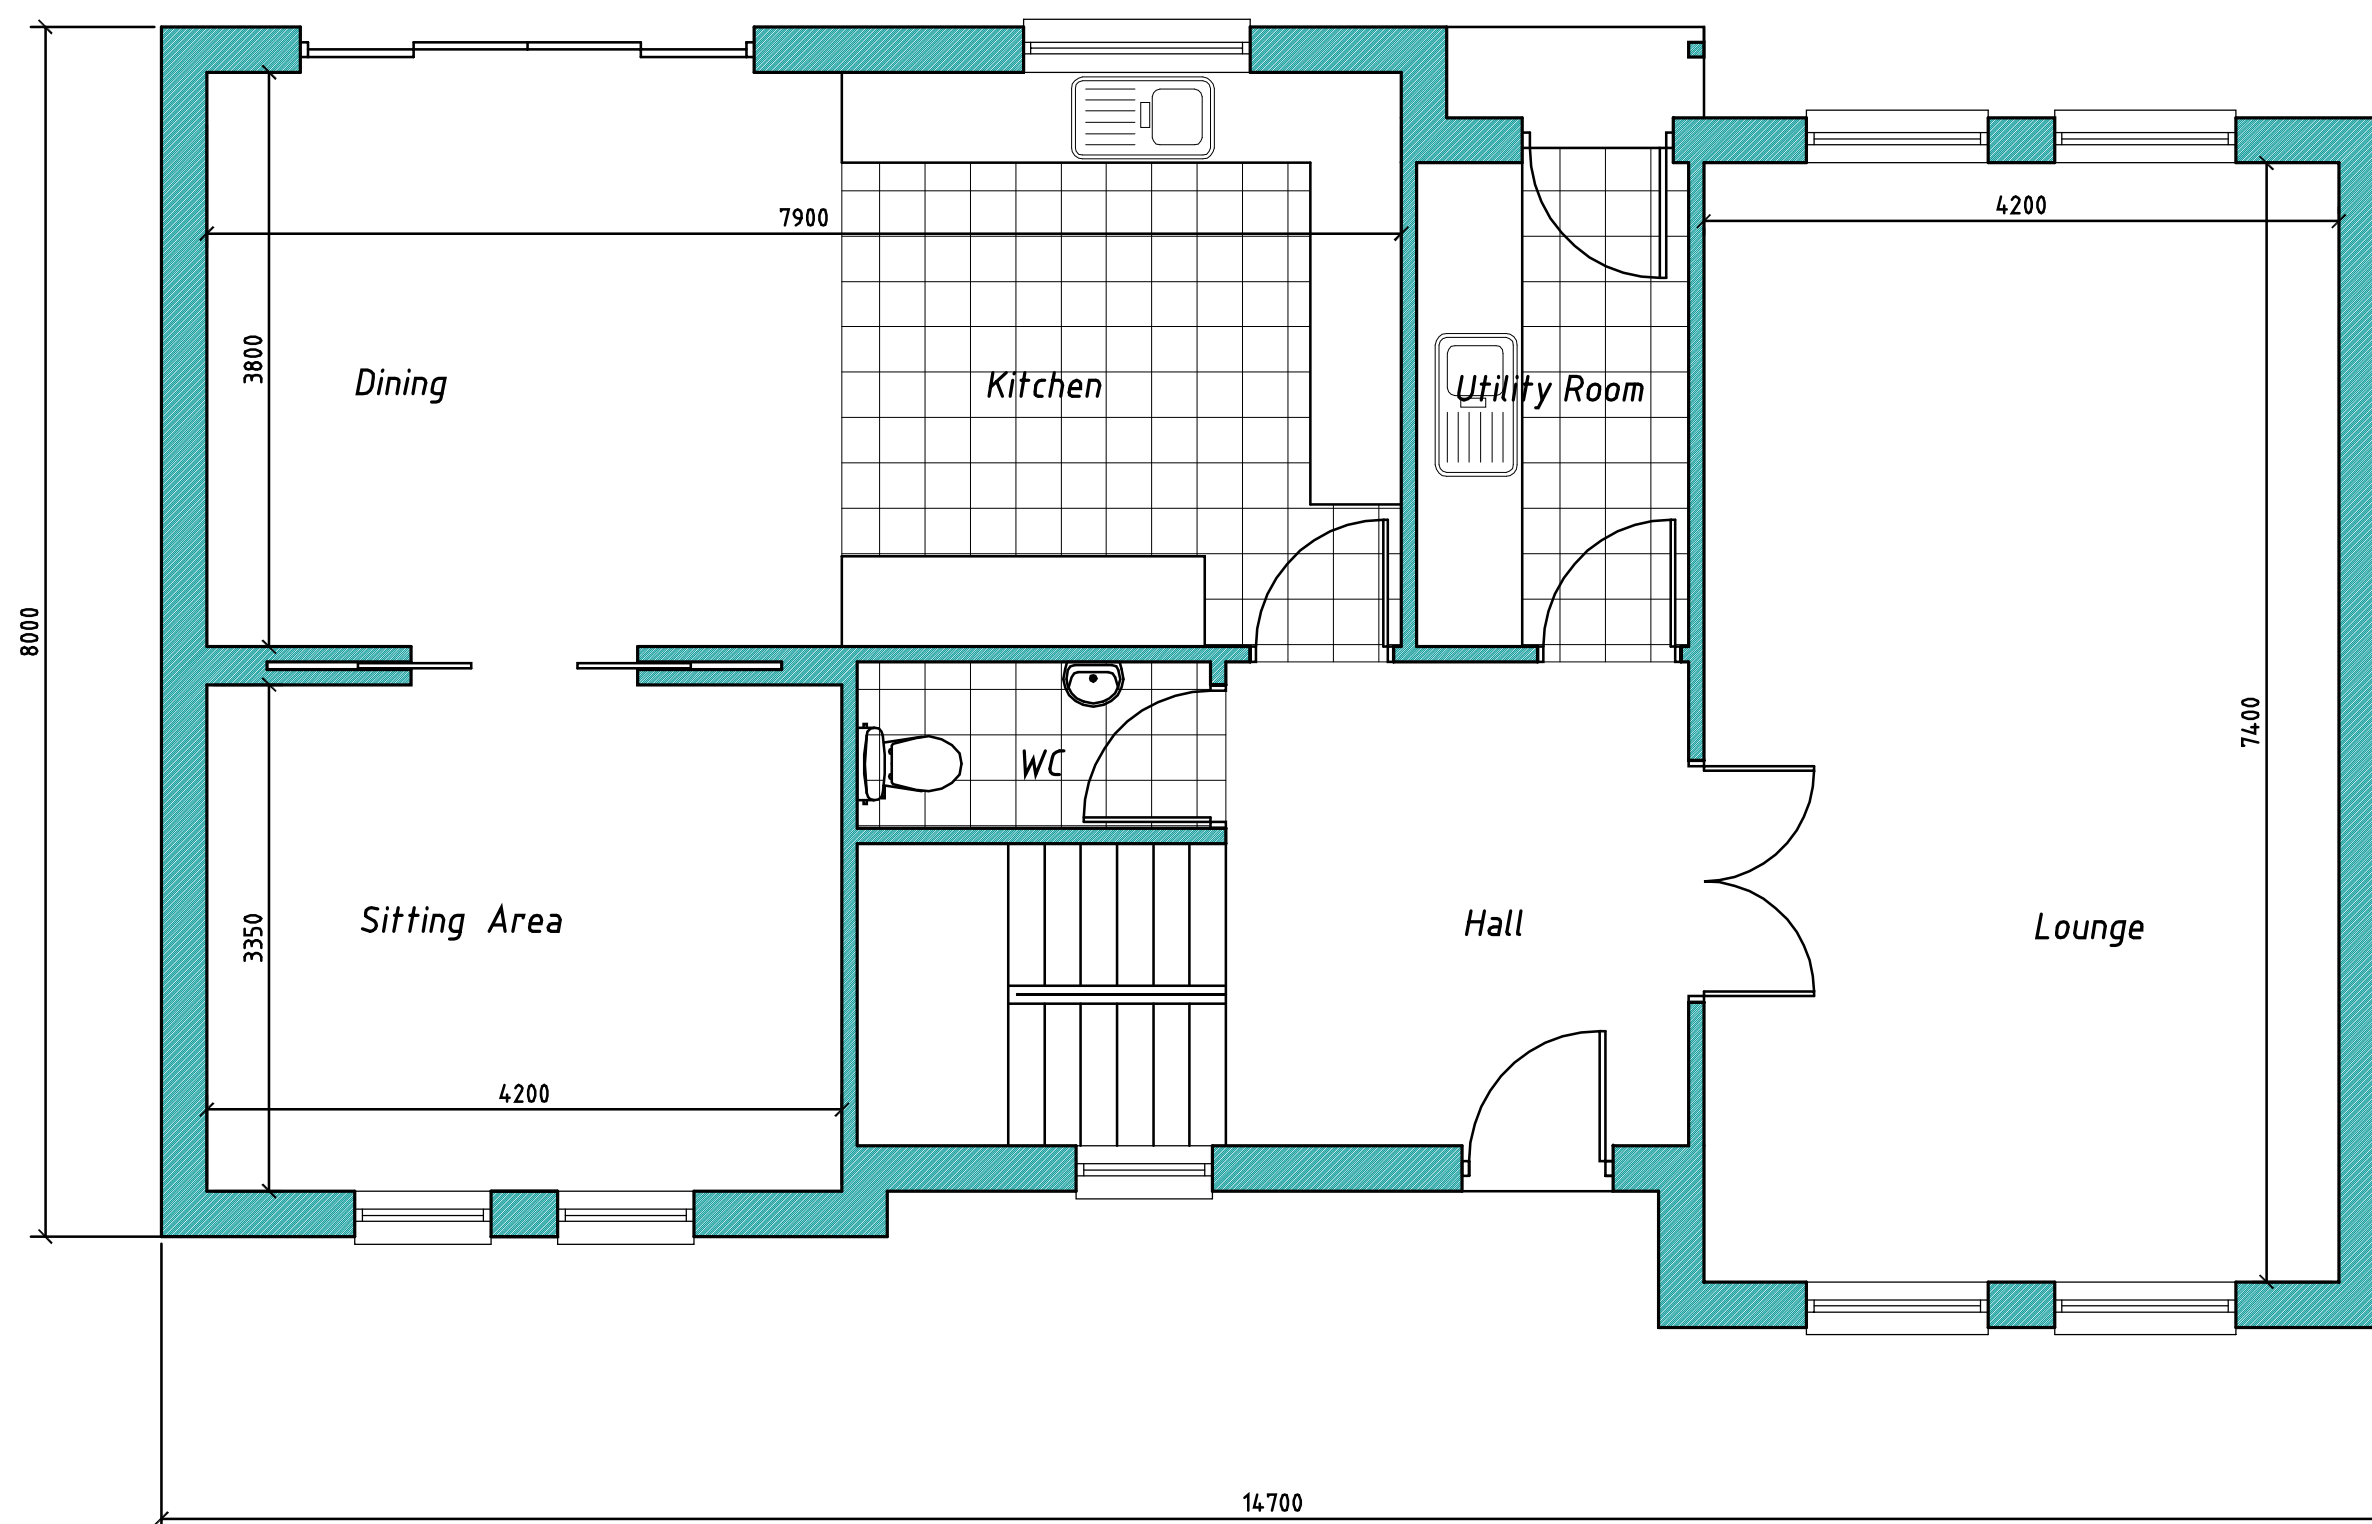 7900
4200
3800
Dining
Kitchen
Utility Room
8000
7400
WC
Sitting Area
3350
Hall
Lounge
4200
14700